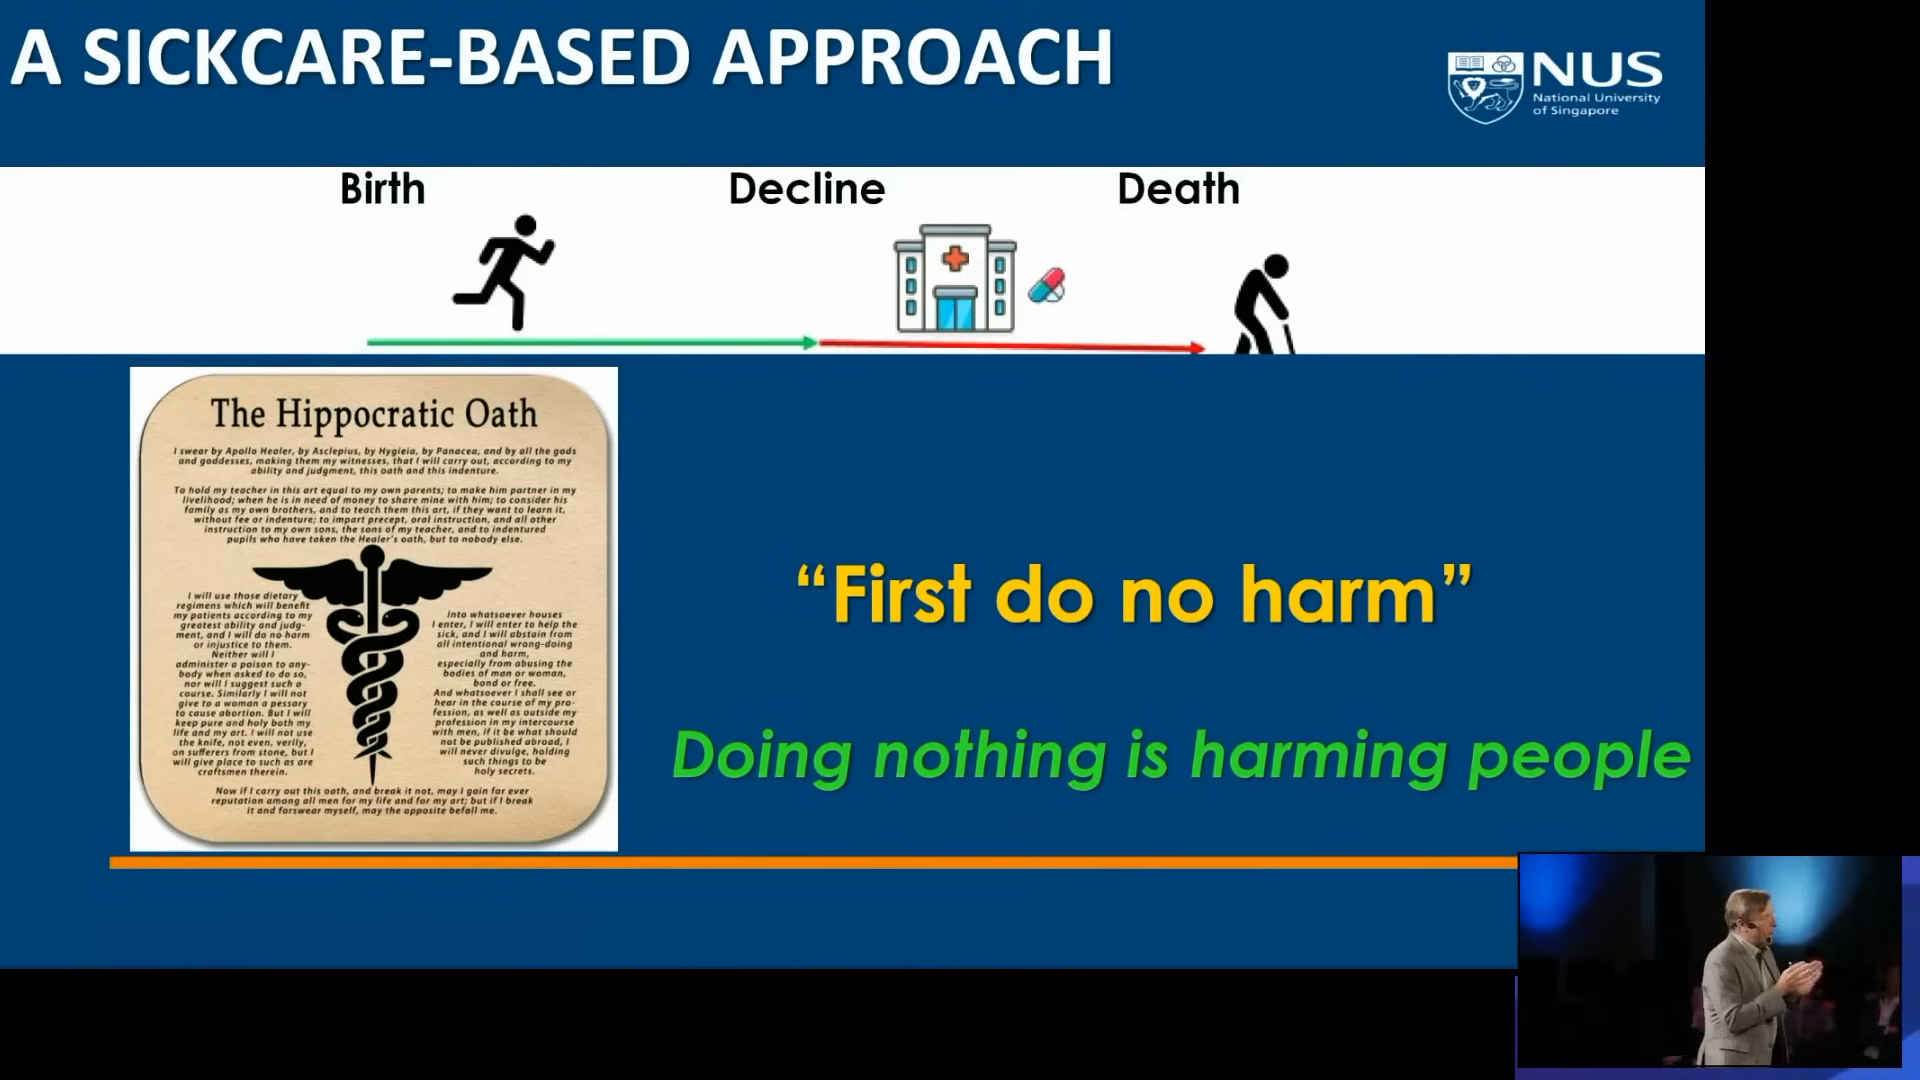 A SICKCARE-BASED APPROACH
NUS
National University
of Singapore
Birth
Decline
Death
The Hippocratic Oath
I swear by Apollo Healer, by Asclepius, by Hygieia, by Panacea, and by all the gods
and goddesses, making them my witnesses, that I will carry out, according to my
ability and judgment, this oath and this indenture.
To hold my teacher in this art equal to my own parents; to make him partner in my
livelihood; when he is in need of money to share mine with him; to consider his
family as my own brothers, and to teach them this art, if they want to learn it,
without fee or indenture; to impart precept, oral instruction, and all other
instruction to my own sons, the sons of my teacher, and to indentured
pupils who have taken the Healer's oath, but to nobody else.
I will use those dietary
regimens which will benefit
my patients according to my
greatest ability and judg-
ment, and I will do no harm
or injustice to them.
Neither will I
administer a poison to any-
body when asked to do so,
nor will I suggest such a
course. Similarly I will not
give to a woman a pessary
to cause abortion. But I will
keep pure and holy both my
life and my art. I will not use
the knife, not even, verily,
on sufferers from stone, but I
will give place to such as are
craftsmen therein.
Into whatsoever houses
I enter, I will enter to help the
sick, and I will abstain from
all intentional wrong-doing
and harm,
especially from abusing the
bodies of man or woman,
bond or free.
And whatsoever I shall see or
hear in the course of my pro-
fession, as well as outside my
profession in my intercourse
with men, if it be what should
not be published abroad, I
will never divulge, holding
such things to be
holy secrets.
Now if I carry out this oath, and break it not, may I gain for ever
reputation among all men for my life and for my art; but if I break
it and forswear myself, may the opposite befall me.
“First do no harm”
Doing nothing is harming people